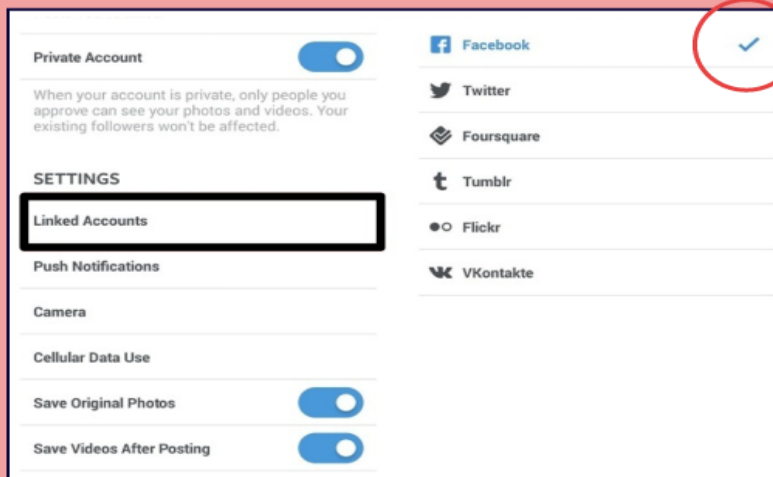 Private Account
When your account is private, only people you
approve can see your photos and videos. Your
existing followers won't be affected.
SETTINGS
Linked Accounts
Push Notifications
Camera
Cellular Data Use
Save Original Photos
Save Videos After Posting
Facebook
Twitter
Foursquare
Tumblr
Flickr
VKontakte